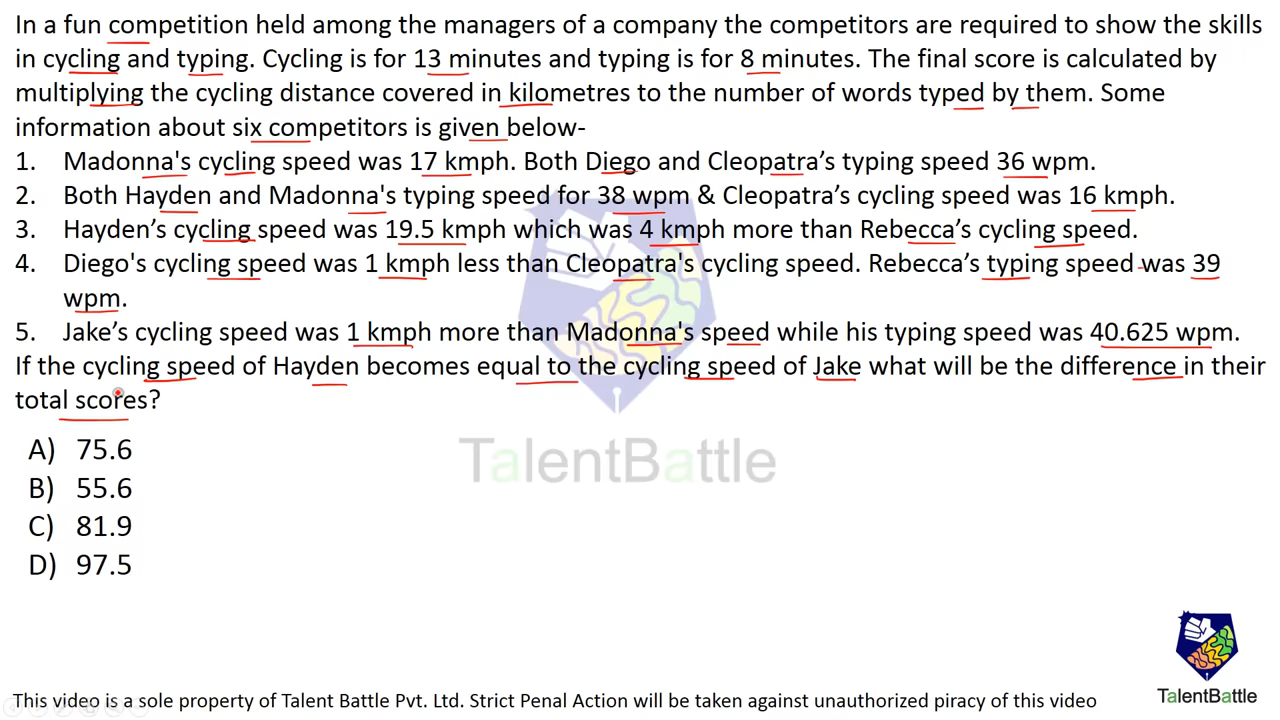 In a fun competition held among the managers of a company the competitors are required to show the skills
in cycling and typing. Cycling is for 13 minutes and typing is for 8 minutes. The final score is calculated by
multiplying the cycling distance covered in kilometres to the number of words typed by them. Some
information about six competitors is given below-
1. Madonna's cycling speed was 17 kmph. Both Diego and Cleopatra’s typing speed 36 wpm.
2. Both Hayden and Madonna's typing speed for 38 wpm & Cleopatra’s cycling speed was 16 kmph.
3. Hayden’s cycling speed was 19.5 kmph which was 4 kmph more than Rebecca’s cycling speed.
4. Diego's cycling speed was 1 kmph less than Cleopatra's cycling speed. Rebecca’s typing speed was 39
wpm.
5. Jake’s cycling speed was 1 kmph more than Madonna's speed while his typing speed was 40.625 wpm.
If the cycling speed of Hayden becomes equal to the cycling speed of Jake what will be the difference in their
total scores?
A) 75.6
B) 55.6
C) 81.9
D) 97.5
TalentBattle
TalentBattle
This video is a sole property of Talent Battle Pvt. Ltd. Strict Penal Action will be taken against unauthorized piracy of this video